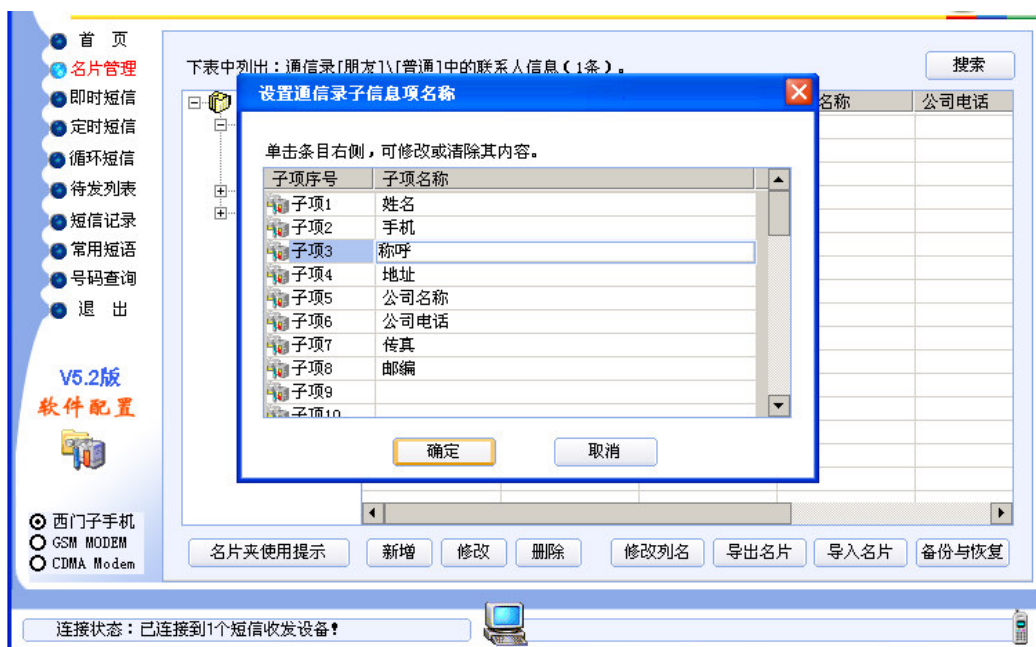 首 页
名片管理
即时短信
定时短信
循环短信
待发列表
短信记录
常用短语
号码查询
退 出
V5.2版
软件配置
西门子手机
GSM MODEM
CDMA Modem
下表中列出：通信录[朋友]\[普通]中的联系人信息(1条)。
搜索
名称 公司电话
设置通信录子信息项名称
单击条目右侧，可修改或清除其内容。
子项序号 子项名称
子项1 姓名
子项2 手机
子项3 称呼
子项4 地址
子项5 公司名称
子项6 公司电话
子项7 传真
子项8 邮编
子项9
子项10
确定 取消
名片夹使用提示 新增 修改 删除 修改列名 导出名片 导入名片 备份与恢复
连接状态：已连接到1个短信收发设备！